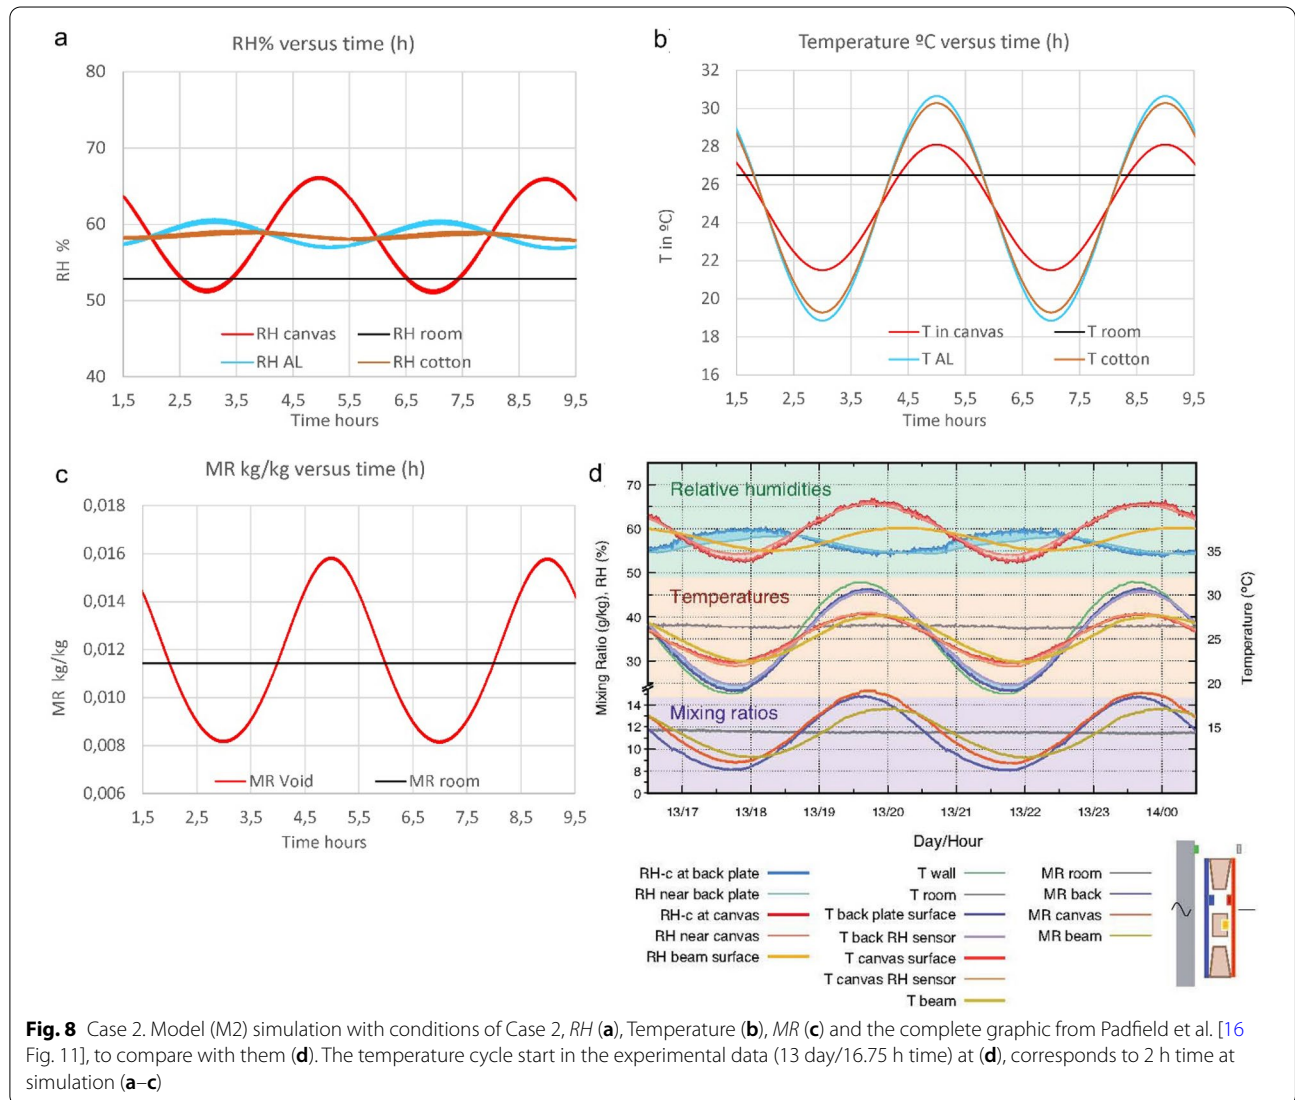 a
RH% versus time (h)
80
70
60
50
40
RH %
1,5 2,5 3,5 4,5 5,5 6,5 7,5 8,5 9,5
Time hours
RH canvas RH room
RH AL RH cotton
b
Temperature ºC versus time (h)
32
30
28
26
24
22
20
18
16
T in ºC)
1,5 2,5 3,5 4,5 5,5 6,5 7,5 8,5 9,5
Time hours
T in canvas T room
T AL T cotton
c
MR kg/kg versus time (h)
0,018
0,016
0,014
0,012
0,010
0,008
0,006
MR kg/kg
1,5 2,5 3,5 4,5 5,5 6,5 7,5 8,5 9,5
Time hours
MR Void MR room
d
Relative humidities
Temperatures
Mixing ratios
Mixing Ratio (g/kg), RH (%)
70
60
50
40
30
14
12
10
8
0
Temperature (ºC)
35
30
25
20
15
13/17 13/18 13/19 13/20 13/21 13/22 13/23 14/00
Day/Hour
RH-c at back plate
RH near back plate
RH-c at canvas
RH near canvas
RH beam surface
T wall
T room
T back plate surface
T back RH sensor
T canvas surface
T canvas RH sensor
T beam
MR room
MR back
MR canvas
MR beam
Fig. 8 Case 2. Model (M2) simulation with conditions of Case 2, RH (a), Temperature (b), MR (c) and the complete graphic from Padfield et al. [16
Fig. 11], to compare with them (d). The temperature cycle start in the experimental data (13 day/16.75 h time) at (d), corresponds to 2 h time at
simulation (a–c)